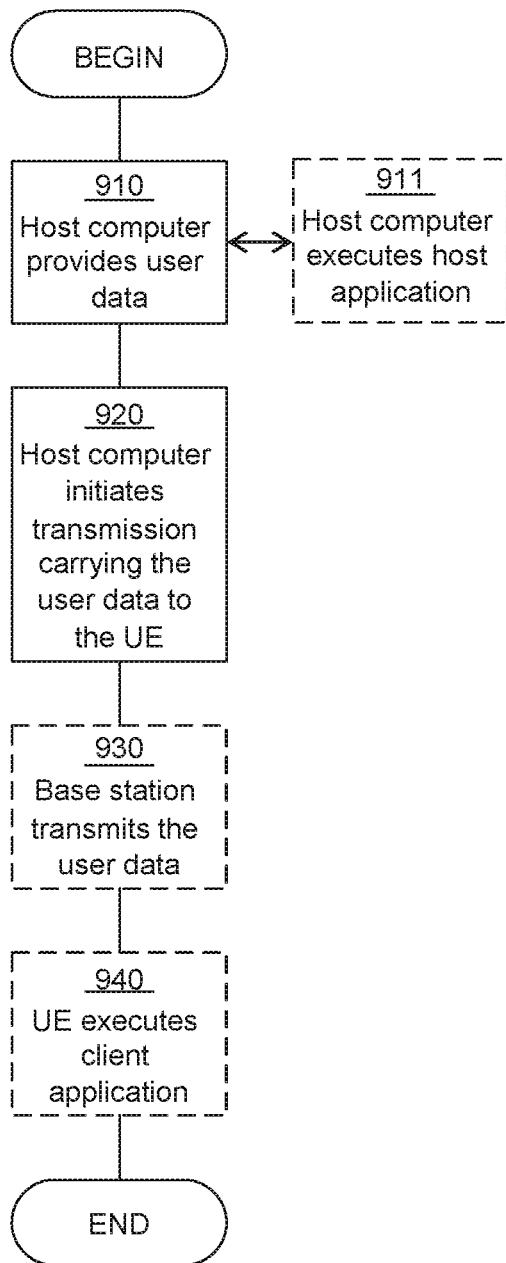 BEGIN
910
Host computer
provides user
data
911
Host computer
executes host
application
920
Host computer
initiates
transmission
carrying the
user data to
the UE
930
Base station
transmits the
user data
940
UE executes
client
application
END